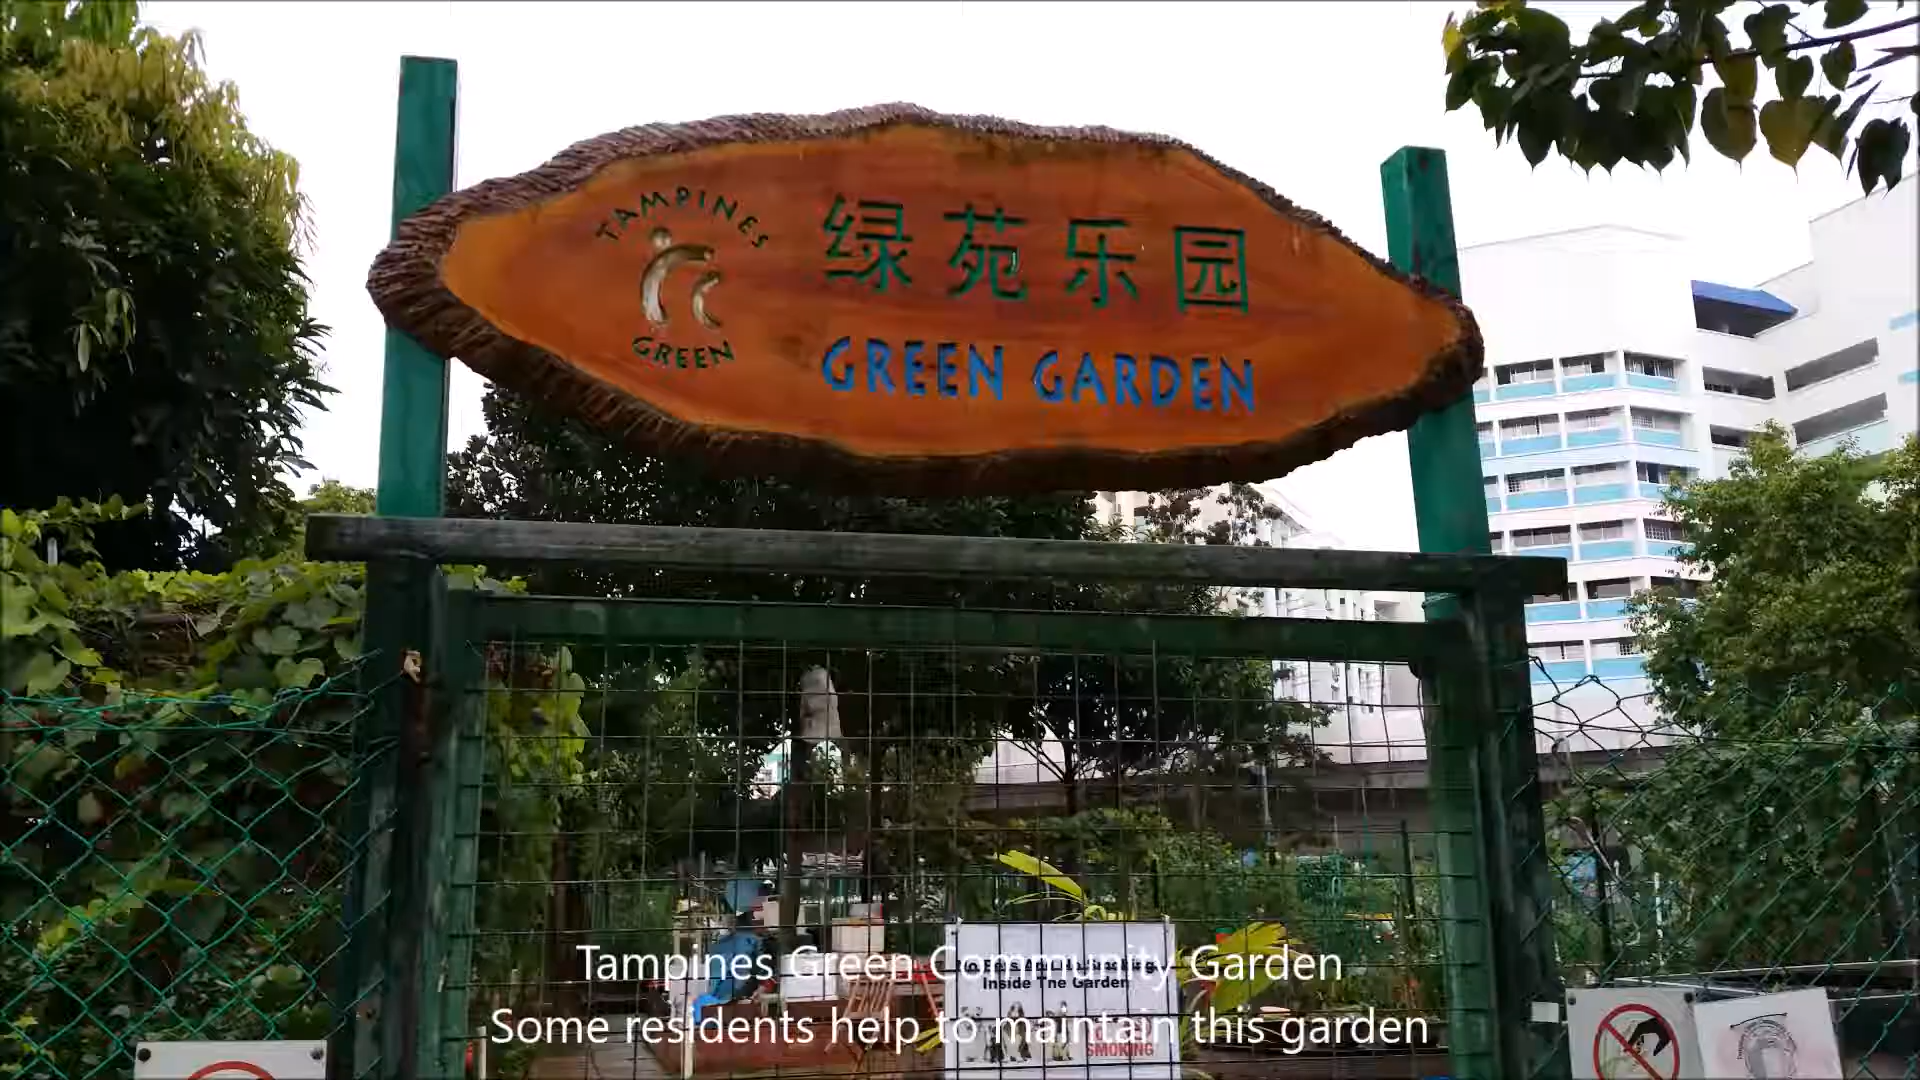 TAMPINES
GREEN
绿苑乐园
GREEN GARDEN
Inside The Garden
SMOKING
Tampines Green Community Garden
Some residents help to maintain this garden